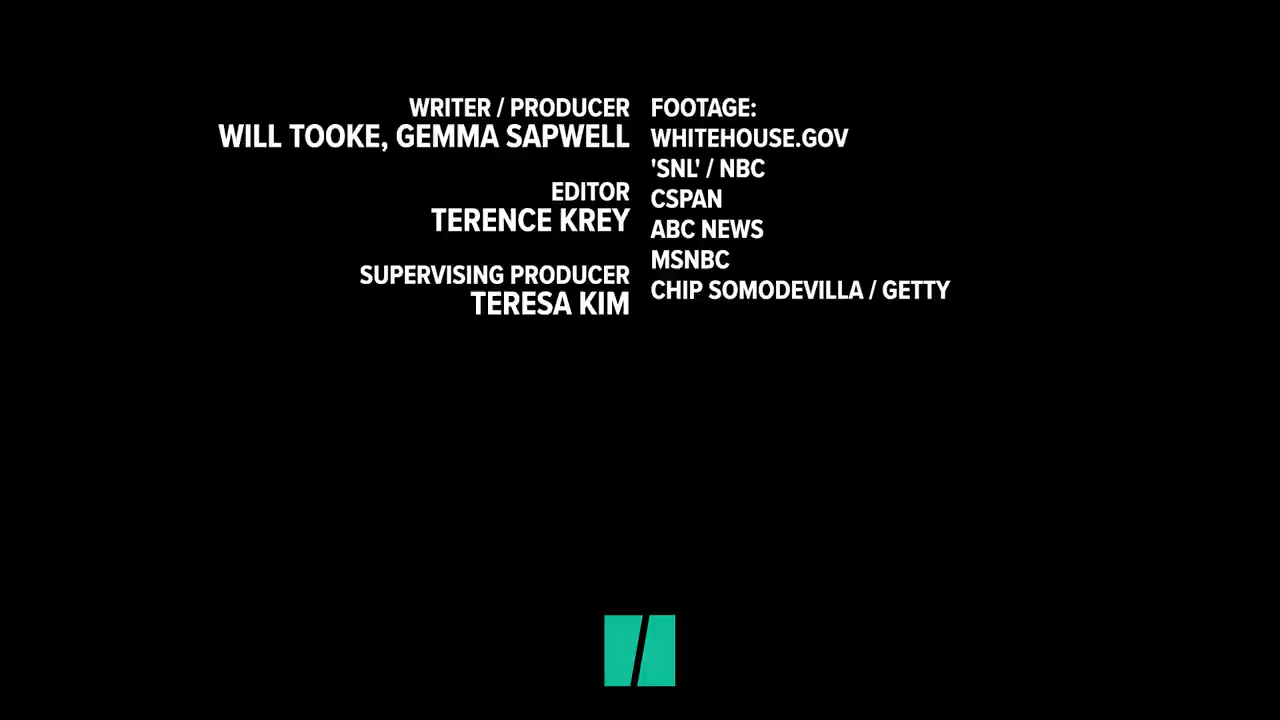 WRITER / PRODUCER
WILL TOOKE, GEMMA SAPWELL
EDITOR
TERENCE KREY
SUPERVISING PRODUCER
TERESA KIM
FOOTAGE:
WHITEHOUSE.GOV
'SNL' / NBC
CSPAN
ABC NEWS
MSNBC
CHIP SOMODEVILLA / GETTY